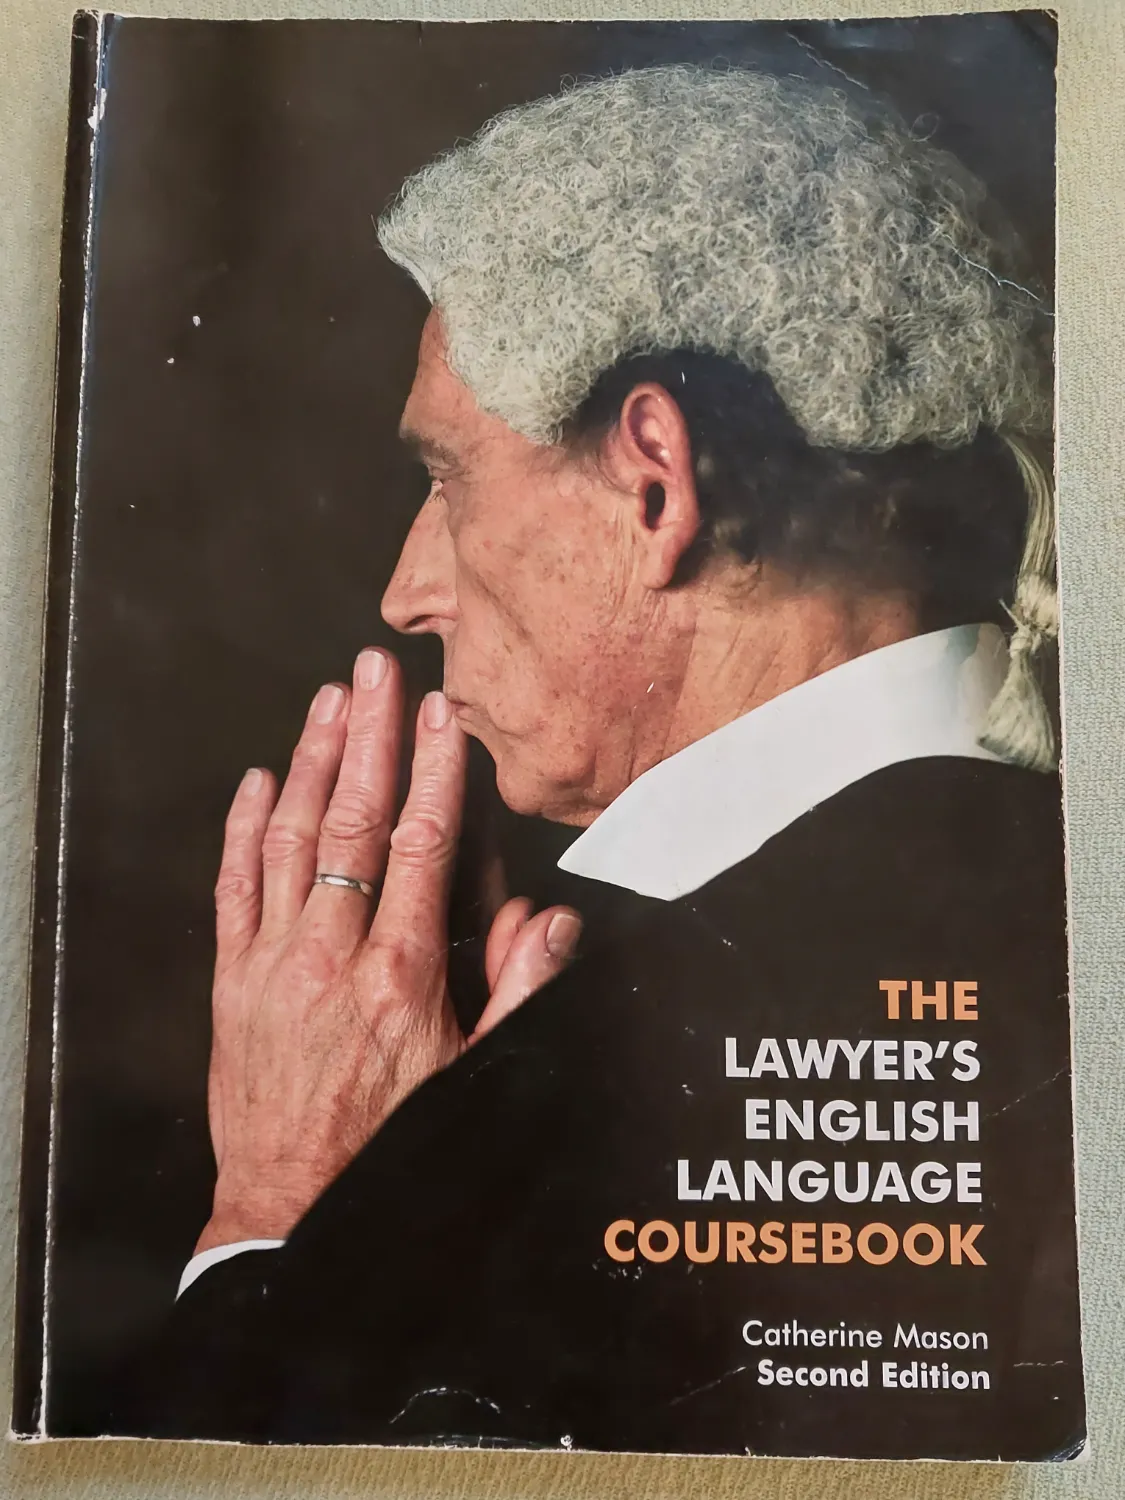 THE
LAWYER'S
ENGLISH
LANGUAGE
COURSEBOOK
Catherine Mason
Second Edition